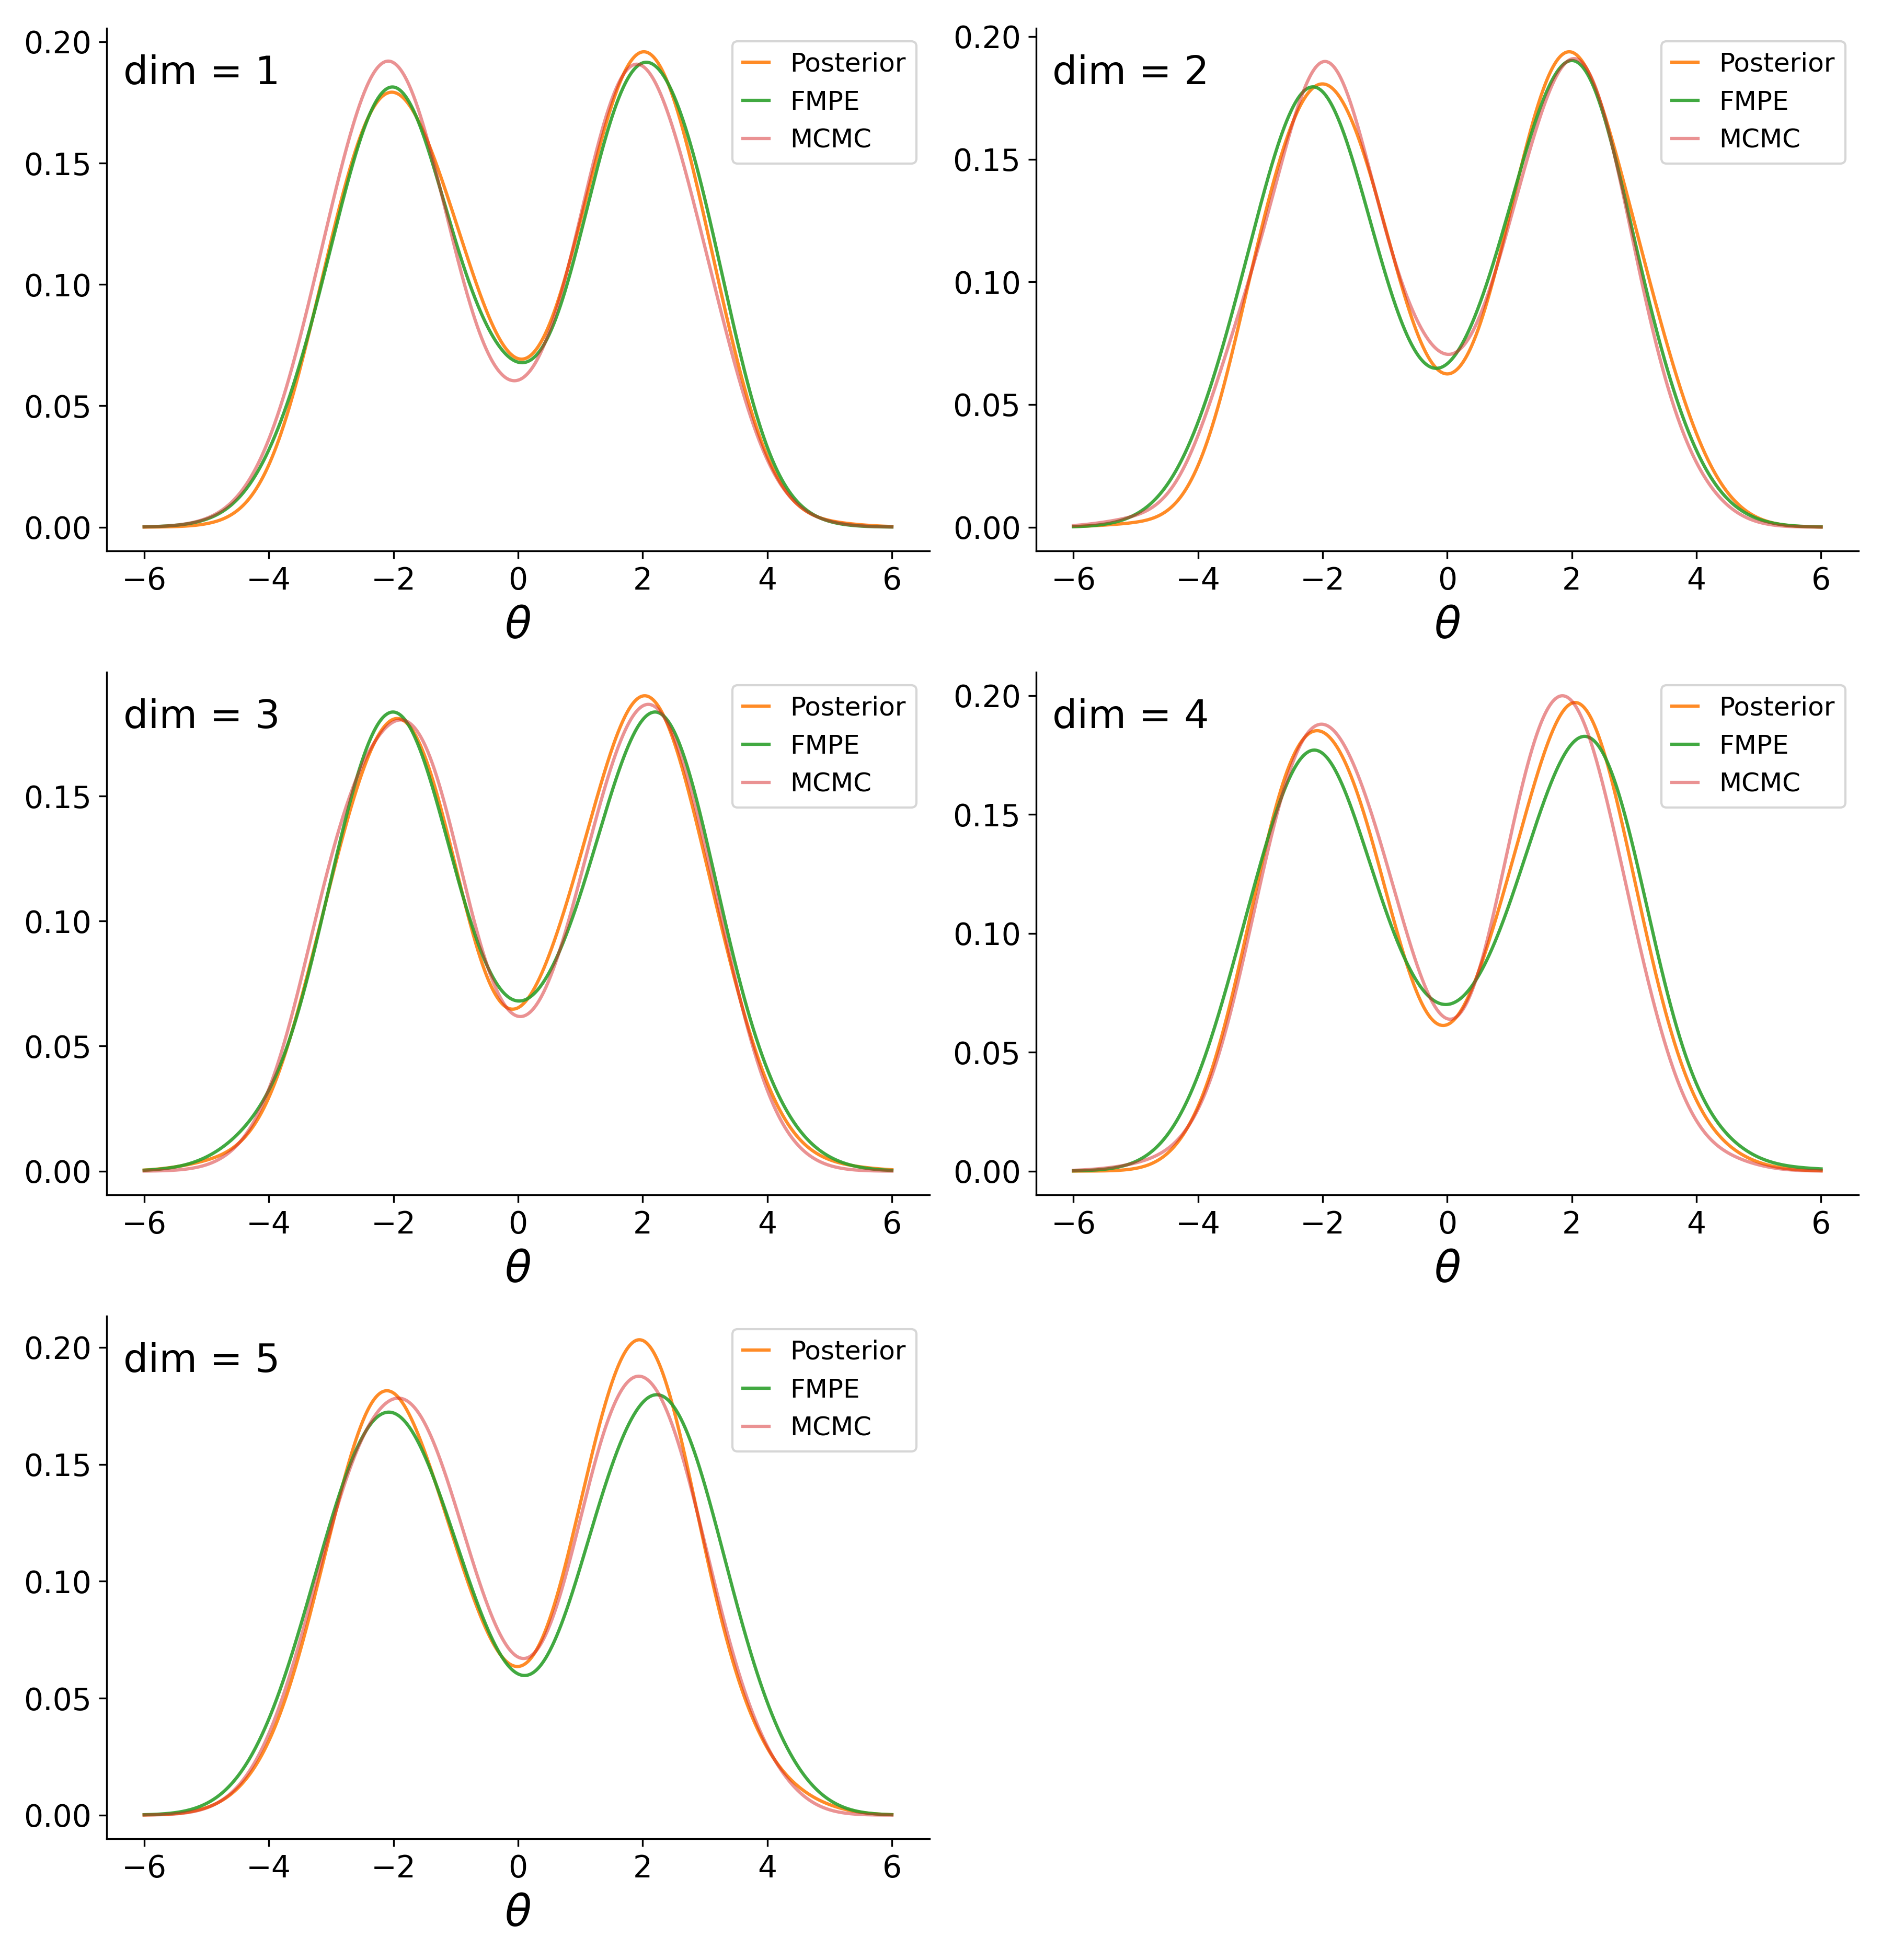 dim = 1
Posterior
FMPE
MCMC
0.20
0.15
0.10
0.05
0.00
−6 −4 −2 0 2 4 6
θ
dim = 2
Posterior
FMPE
MCMC
0.20
0.15
0.10
0.05
0.00
−6 −4 −2 0 2 4 6
θ
dim = 3
Posterior
FMPE
MCMC
0.15
0.10
0.05
0.00
−6 −4 −2 0 2 4 6
θ
dim = 4
Posterior
FMPE
MCMC
0.20
0.15
0.10
0.05
0.00
−6 −4 −2 0 2 4 6
θ
dim = 5
Posterior
FMPE
MCMC
0.20
0.15
0.10
0.05
0.00
−6 −4 −2 0 2 4 6
θ